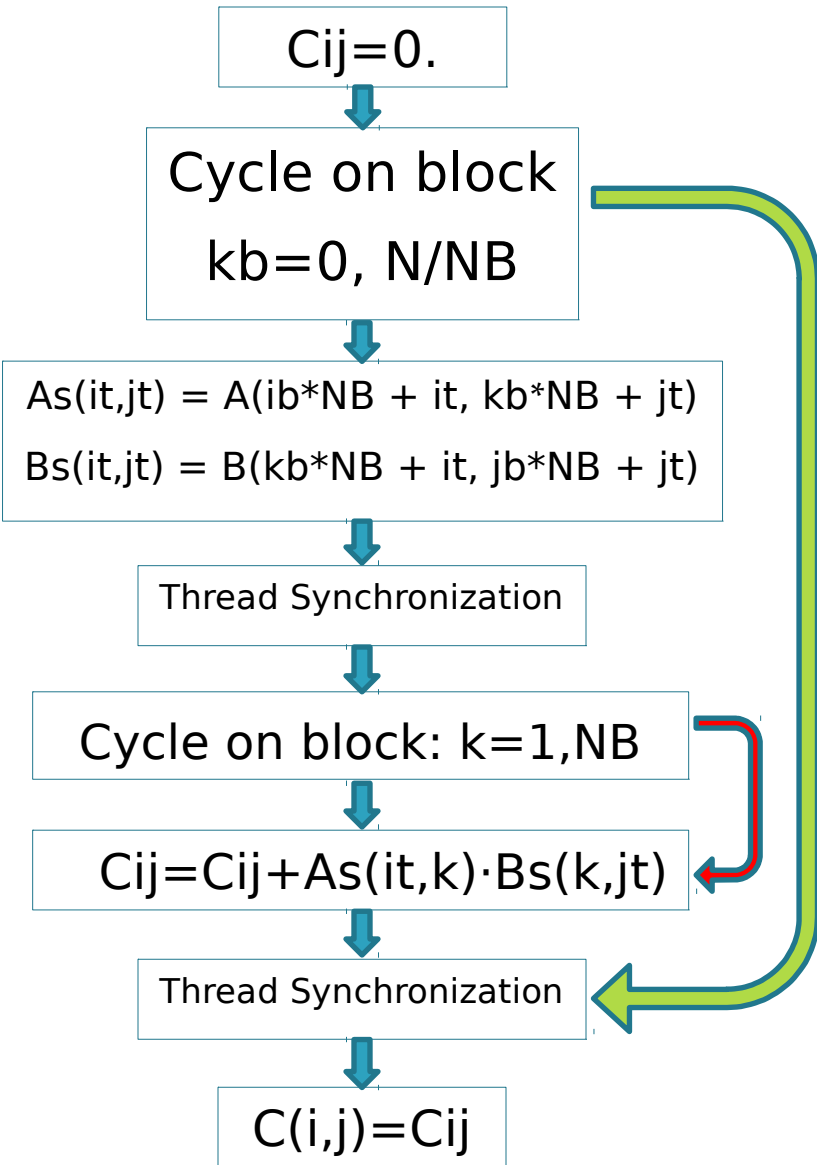 Cij=0.
Cycle on block
kb=0, N/NB
As(it,jt) = A(ib*NB + it, kb*NB + jt)
Bs(it,jt) = B(kb*NB + it, jb*NB + jt)
Thread Synchronization
Cycle on block: k=1,NB
Cij=Cij+As(it,k)·Bs(k,jt)
Thread Synchronization
C(i,j)=Cij